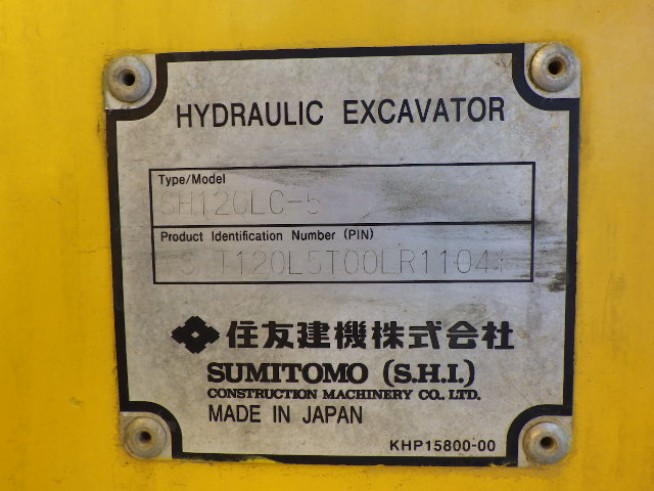 HYDRAULIC EXCAVATOR
Type/Model
SH120LC-5
Product Identification Number (PIN)
住友建機株式会社
SUMITOMO (S.H.I.)
CONSTRUCTION MACHINERY CO., LTD.
MADE IN JAPAN
KHP15800-00